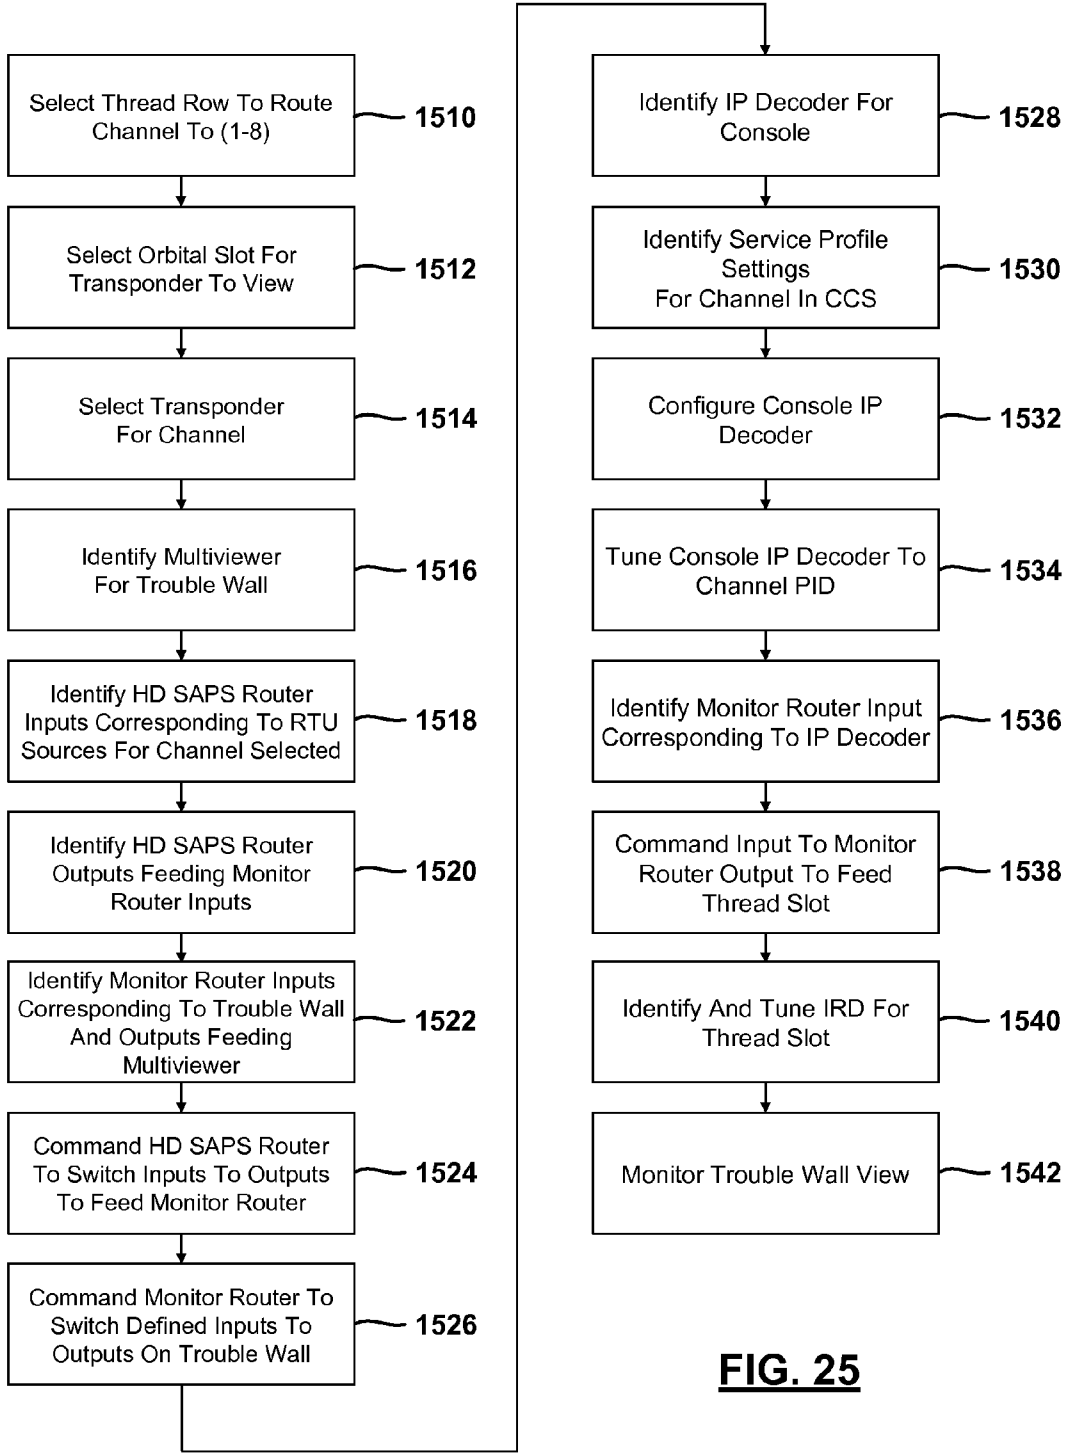 Select Thread Row To Route
Channel To (1-8)
1510
Select Orbital Slot For
Transponder To View
1512
Select Transponder
For Channel
1514
Identify Multiviewer
For Trouble Wall
1516
Identify HD SAPS Router
Inputs Corresponding To RTU
Sources For Channel Selected
1518
Identify HD SAPS Router
Outputs Feeding Monitor
Router Inputs
1520
Identify Monitor Router Inputs
Corresponding To Trouble Wall
And Outputs Feeding
Multiviewer
1522
Command HD SAPS Router
To Switch Inputs To Outputs
To Feed Monitor Router
1524
Command Monitor Router To
Switch Defined Inputs To
Outputs On Trouble Wall
1526
Identify IP Decoder For
Console
1528
Identify Service Profile
Settings
For Channel In CCS
1530
Configure Console IP
Decoder
1532
Tune Console IP Decoder To
Channel PID
1534
Identify Monitor Router Input
Corresponding To IP Decoder
1536
Command Input To Monitor
Router Output To Feed
Thread Slot
1538
Identify And Tune IRD For
Thread Slot
1540
Monitor Trouble Wall View
1542
FIG. 25